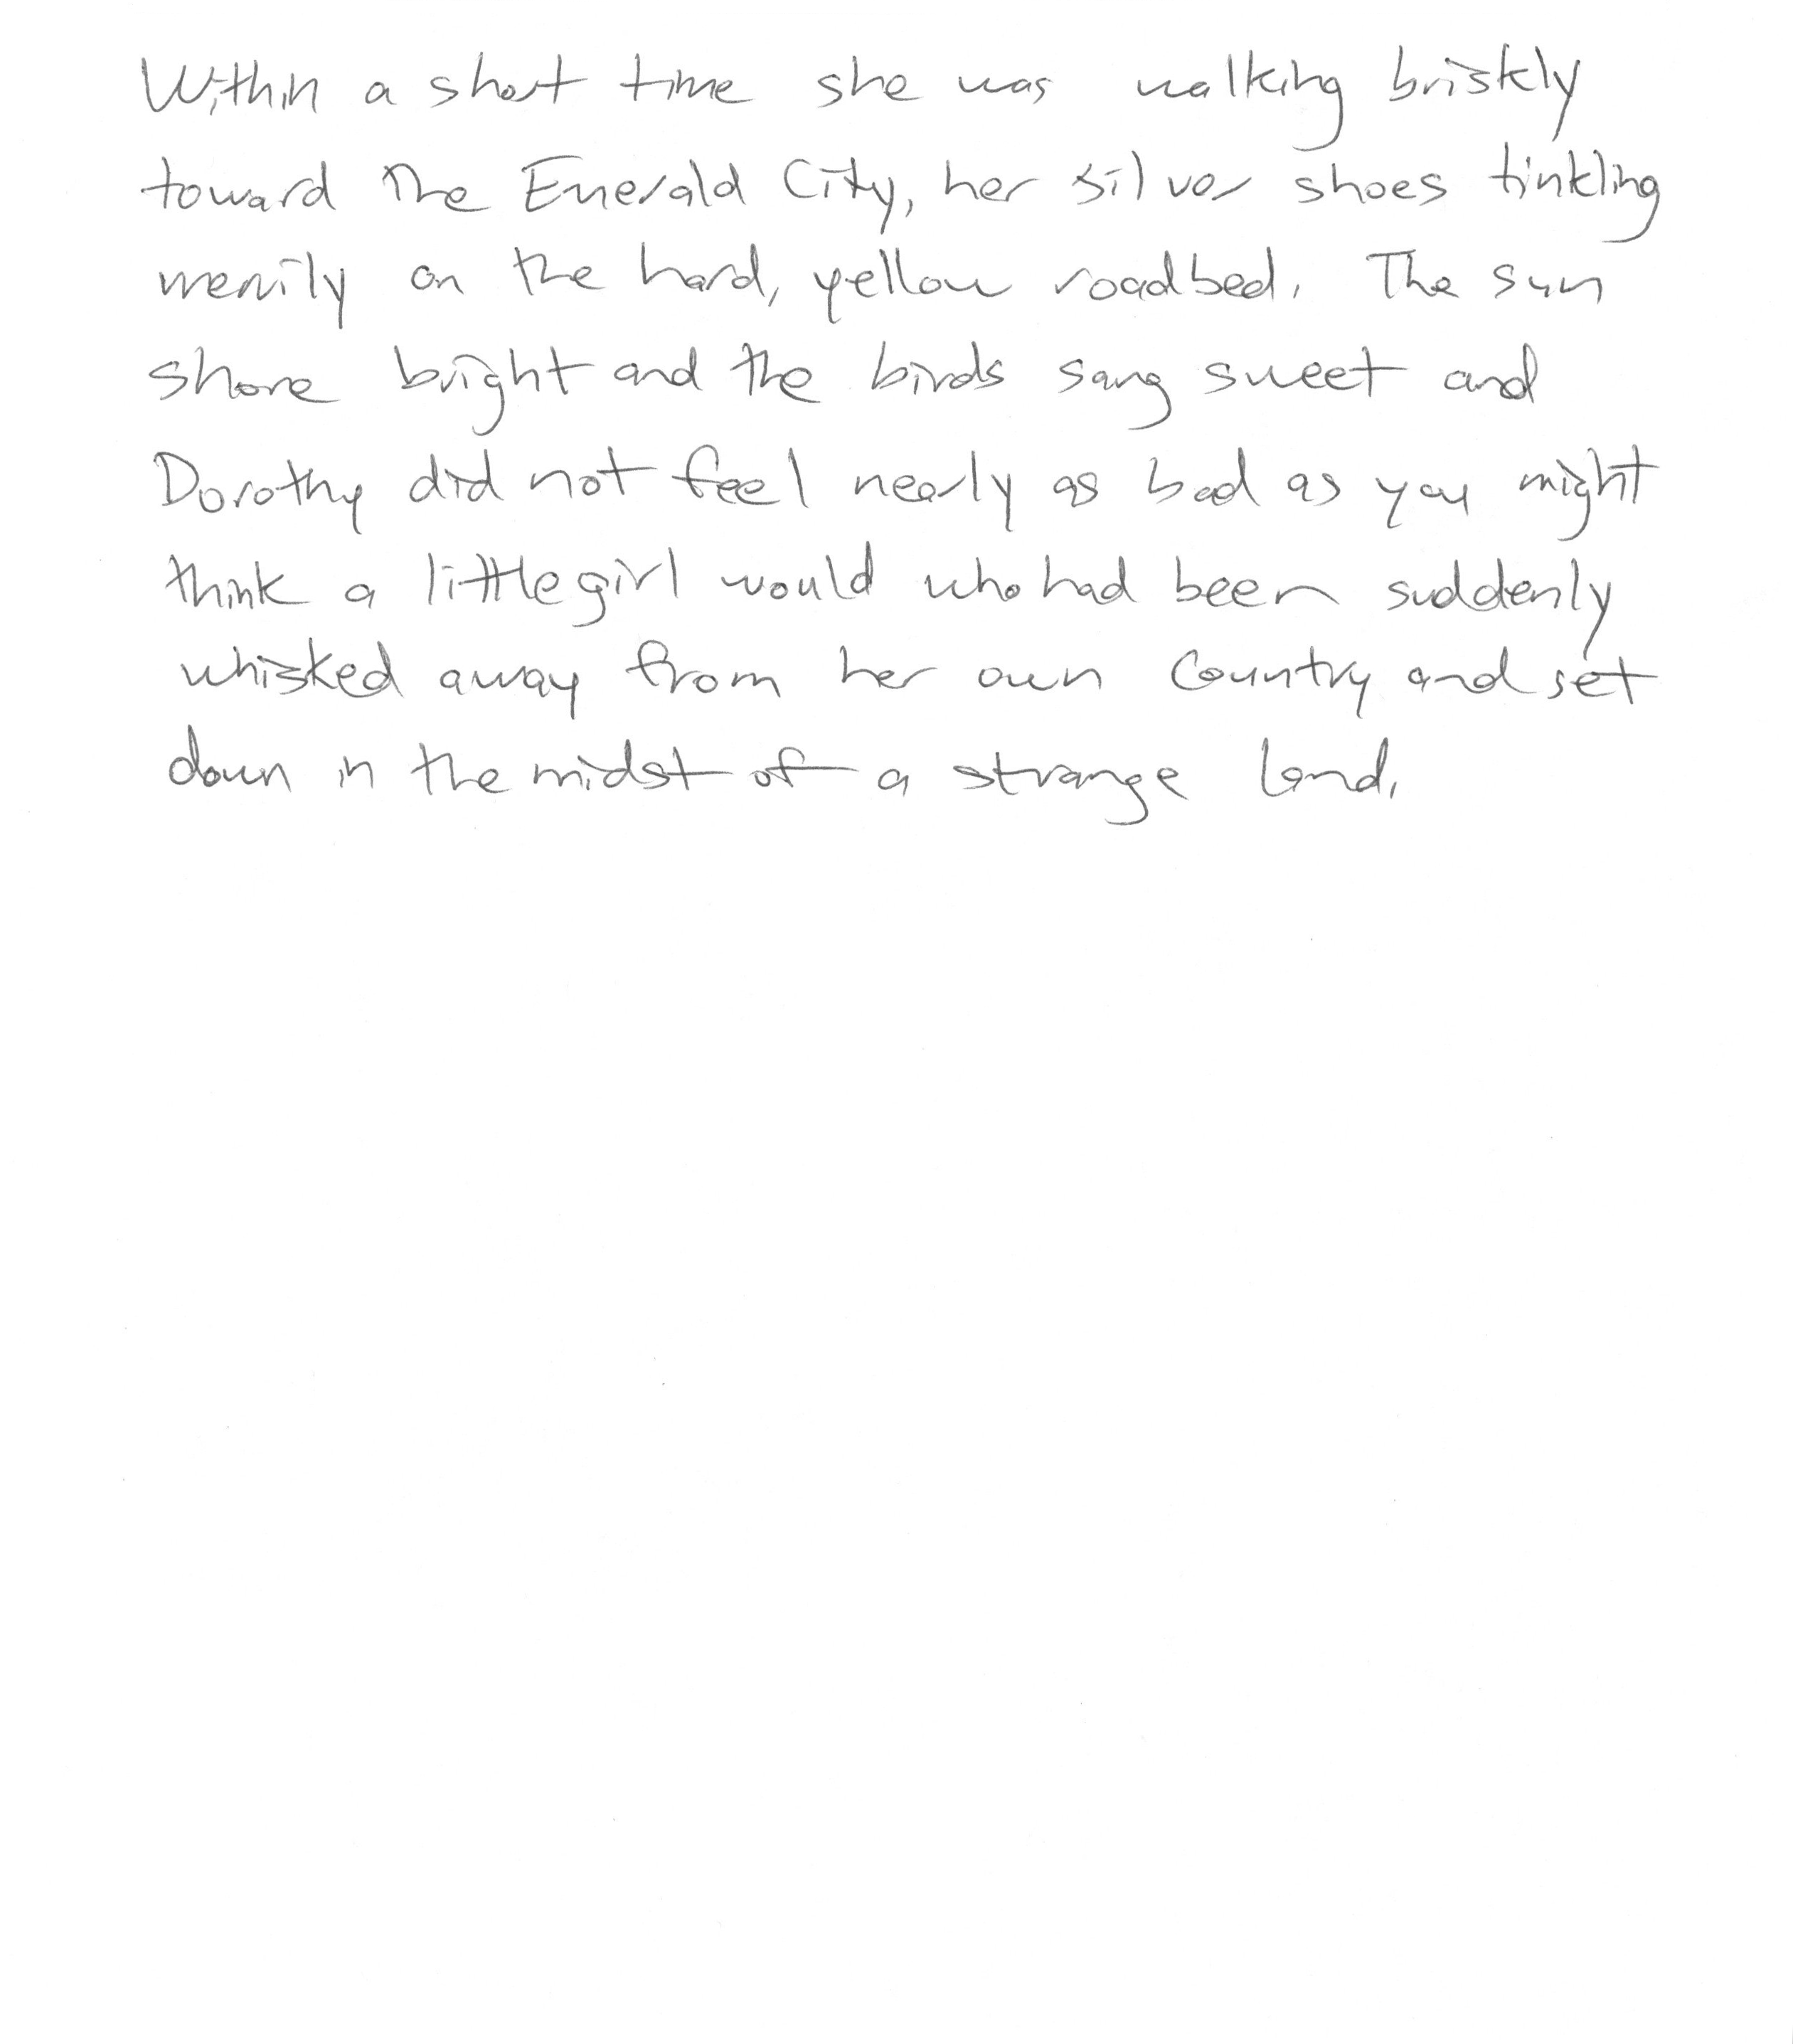 Within a short time she was walking briskly
toward the Emerald City, her silver shoes tinkling
merrily on the hard, yellow roadbed. The sun
shone bright and the birds sang sweet and
Dorothy did not feel nearly as bad as you might
think a little girl would who had been suddenly
whisked away from her own country and set
down in the midst of a strange land.